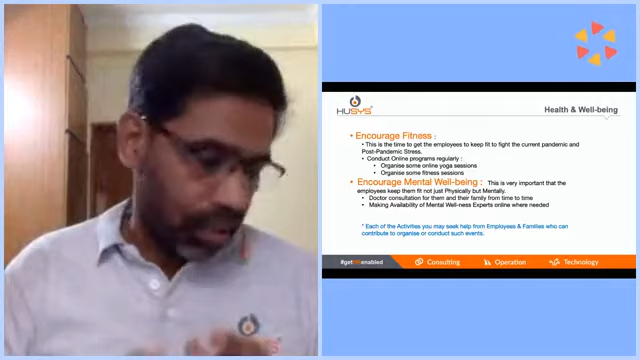 HUSYS
Health & Well-being
• Encourage Fitness :
• This is the time to get the employees to keep fit to fight the current pandemic and
Post-Pandemic Stress.
• Conduct Online programs regularly :
• Organise some online yoga sessions
• Organise some fitness sessions
• Encourage Mental Well-being : This is very important that the
employees keep them fit not just Physically but Mentally.
• Doctor consultation for them and their family from time to time
• Making Availability of Mental Well-ness Experts online where needed
* Each of the Activities you may seek help from Employees & Families who can
contribute to organise or conduct such events.
#getHRenabled
Consulting
Operation
Technology